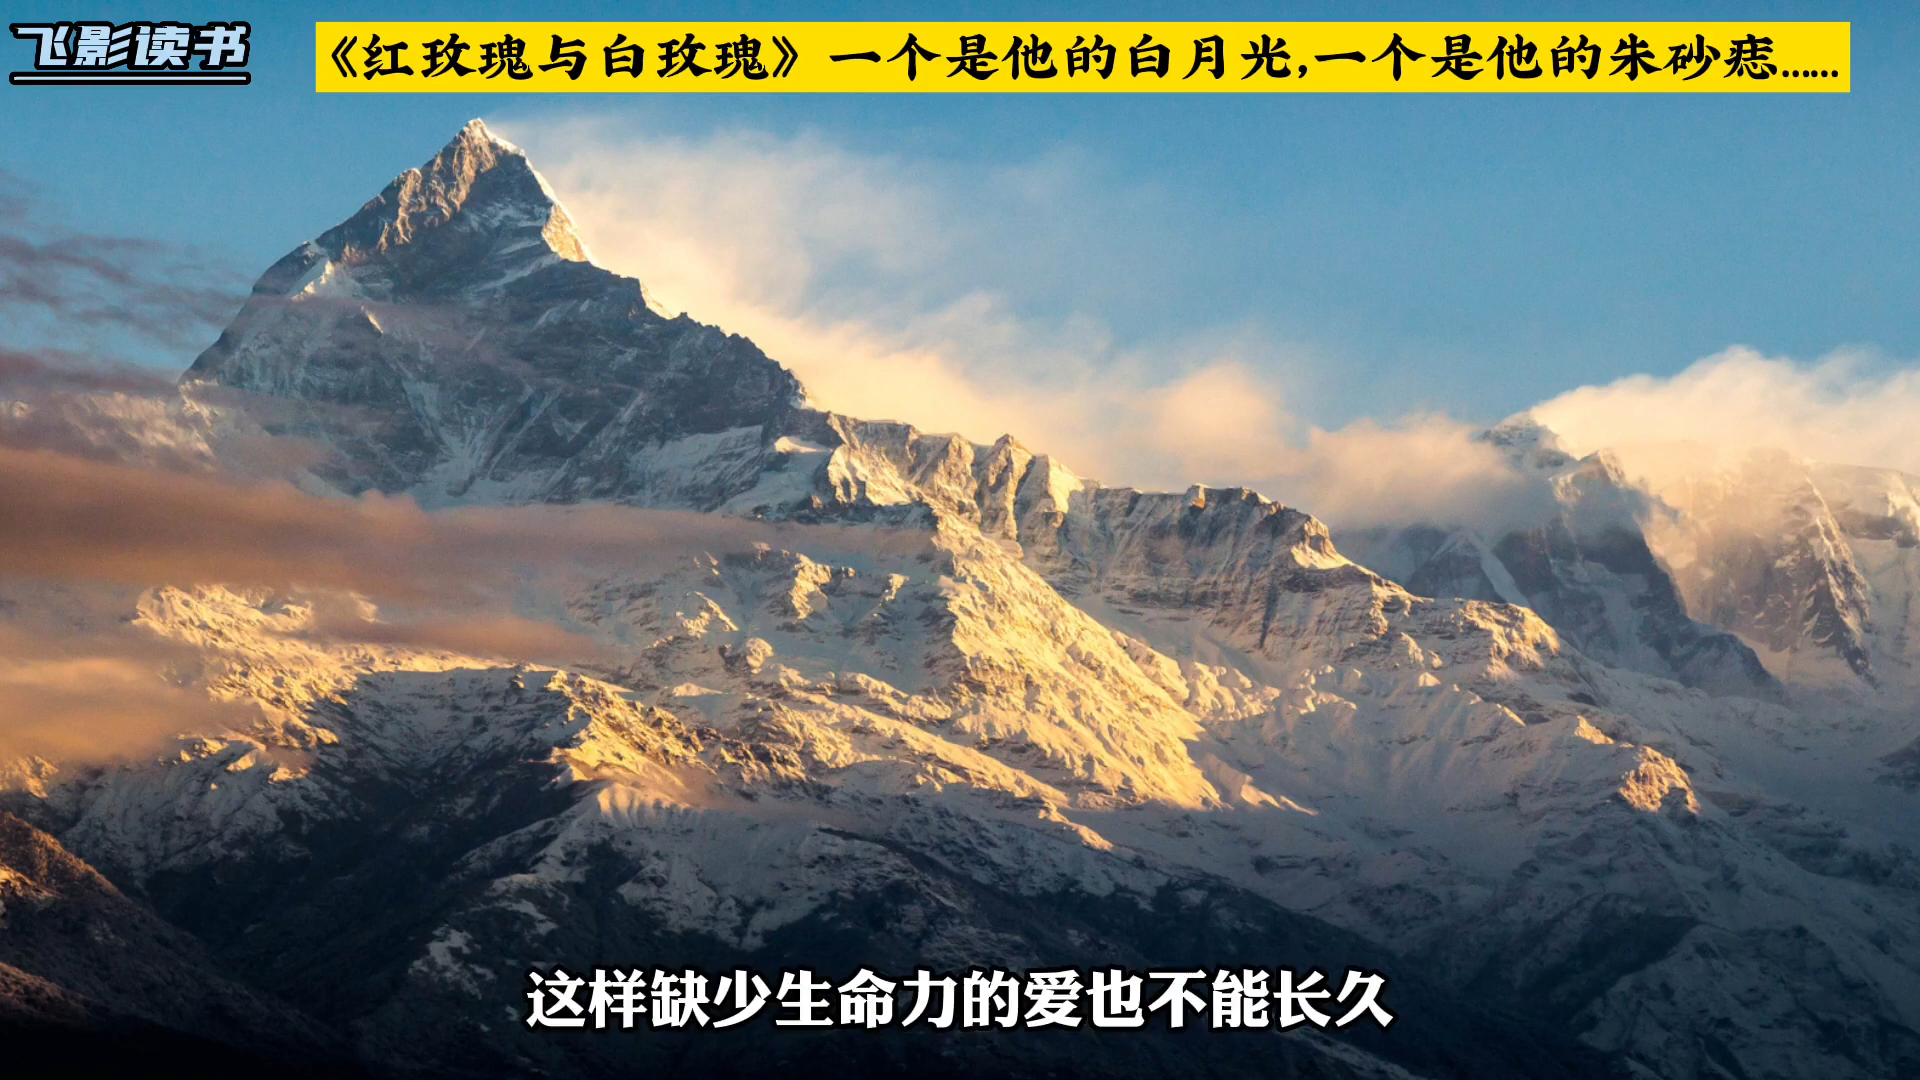 飞影读书
《红玫瑰与白玫瑰》一个是他的白月光,一个是他的朱砂痣......
这样缺少生命力的爱也不能长久